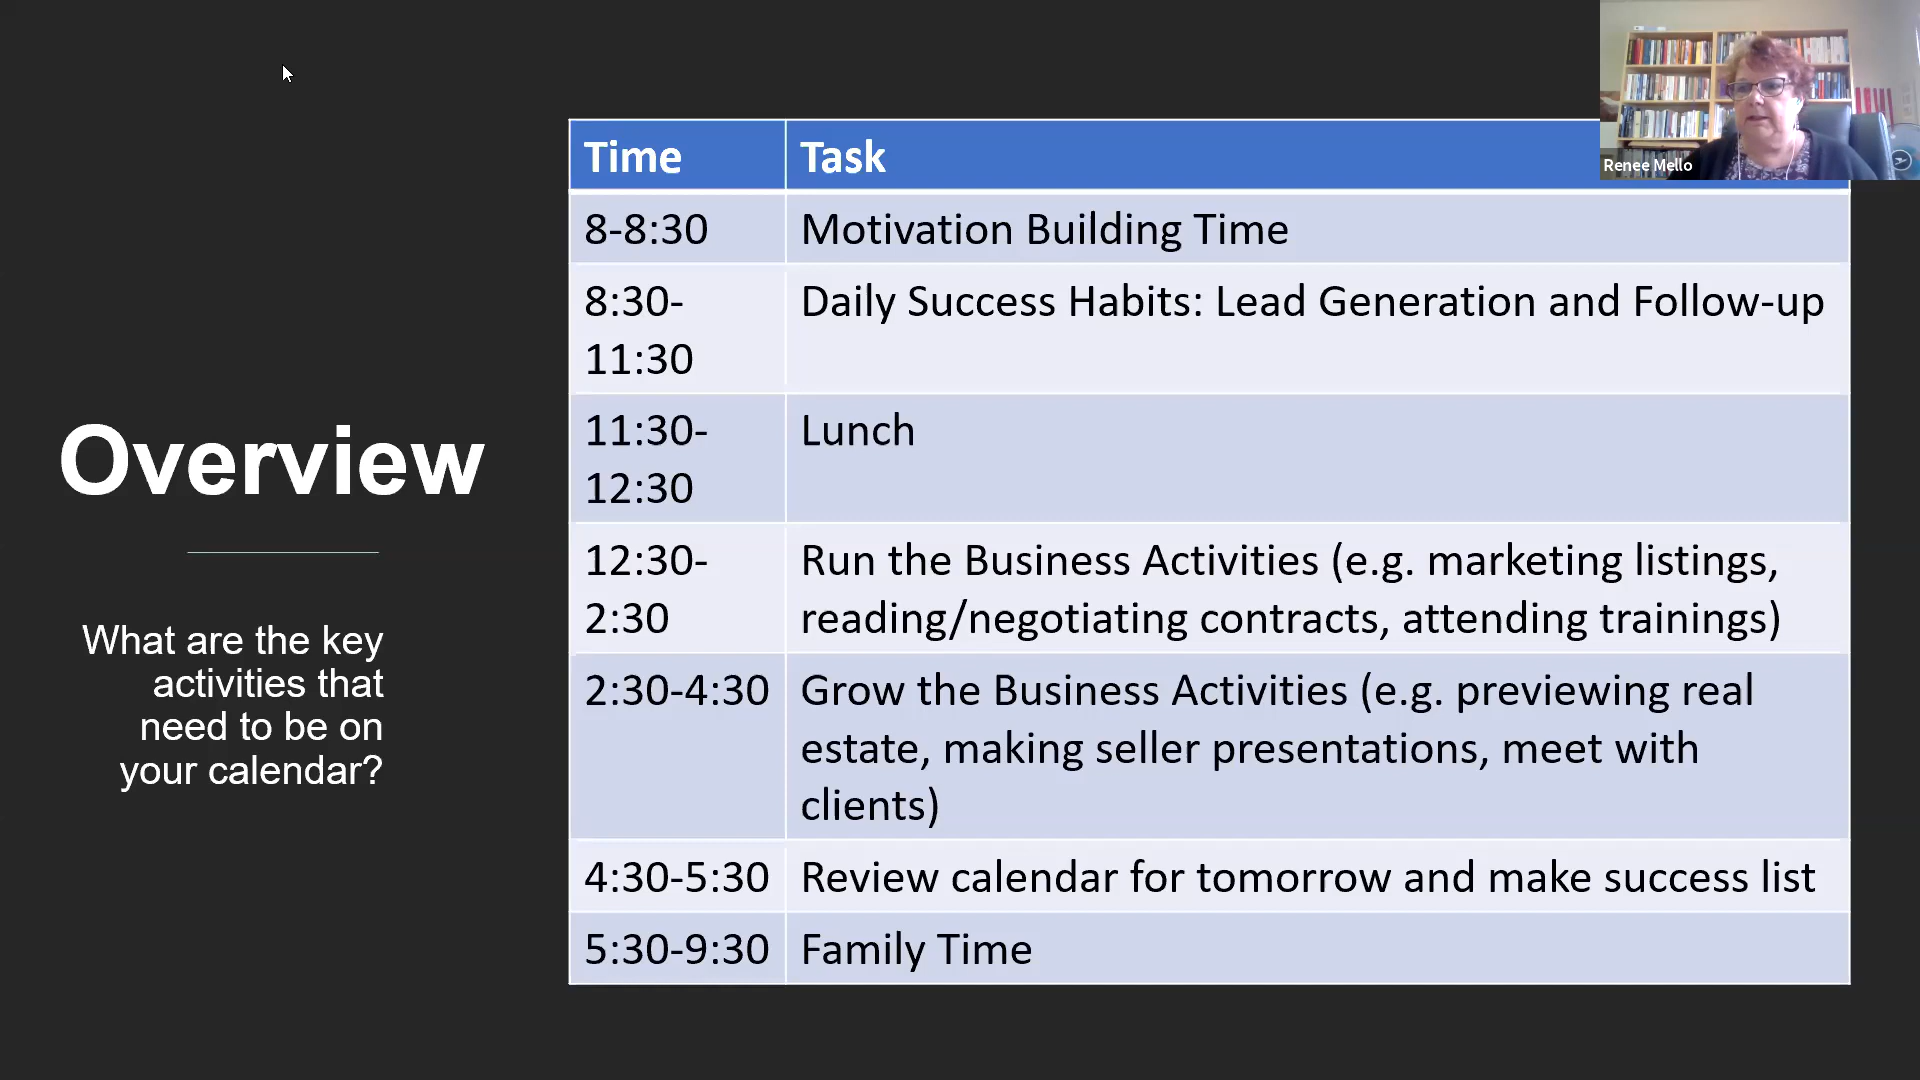 Renee Mello
Overview
What are the key
activities that
need to be on
your calendar?
Time Task
8-8:30 Motivation Building Time
8:30- Daily Success Habits: Lead Generation and Follow-up
11:30
11:30- Lunch
12:30
12:30- Run the Business Activities (e.g. marketing listings,
2:30 reading/negotiating contracts, attending trainings)
2:30-4:30 Grow the Business Activities (e.g. previewing real
estate, making seller presentations, meet with
clients)
4:30-5:30 Review calendar for tomorrow and make success list
5:30-9:30 Family Time